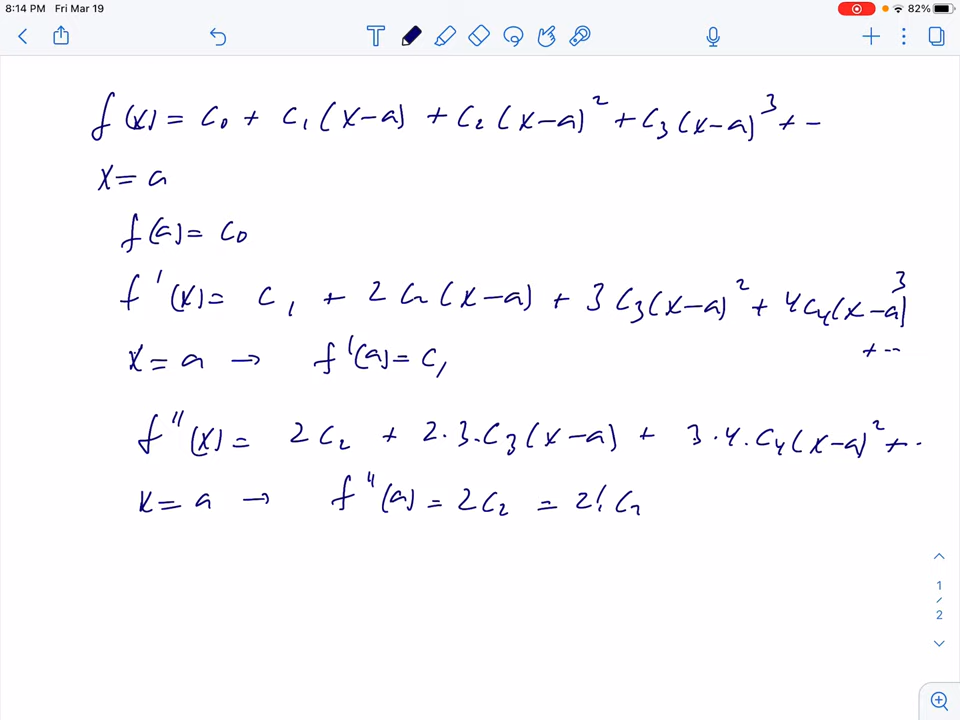 8:14 PM Fri Mar 19 82%
f(x) = c₀ + c₁(x-a) + c₂(x-a)² + c₃(x-a)³ + --
x = a
f(a) = c₀
f'(x) = c₁ + 2c₂(x-a) + 3c₃(x-a)² + 4c₄(x-a)³
+ --
x = a → f'(a) = c₁
f''(x) = 2c₂ + 2·3·c₃(x-a) + 3·4·c₄(x-a)² + ··
x = a → f''(a) = 2c₂ = 2! c₂
1
/
2